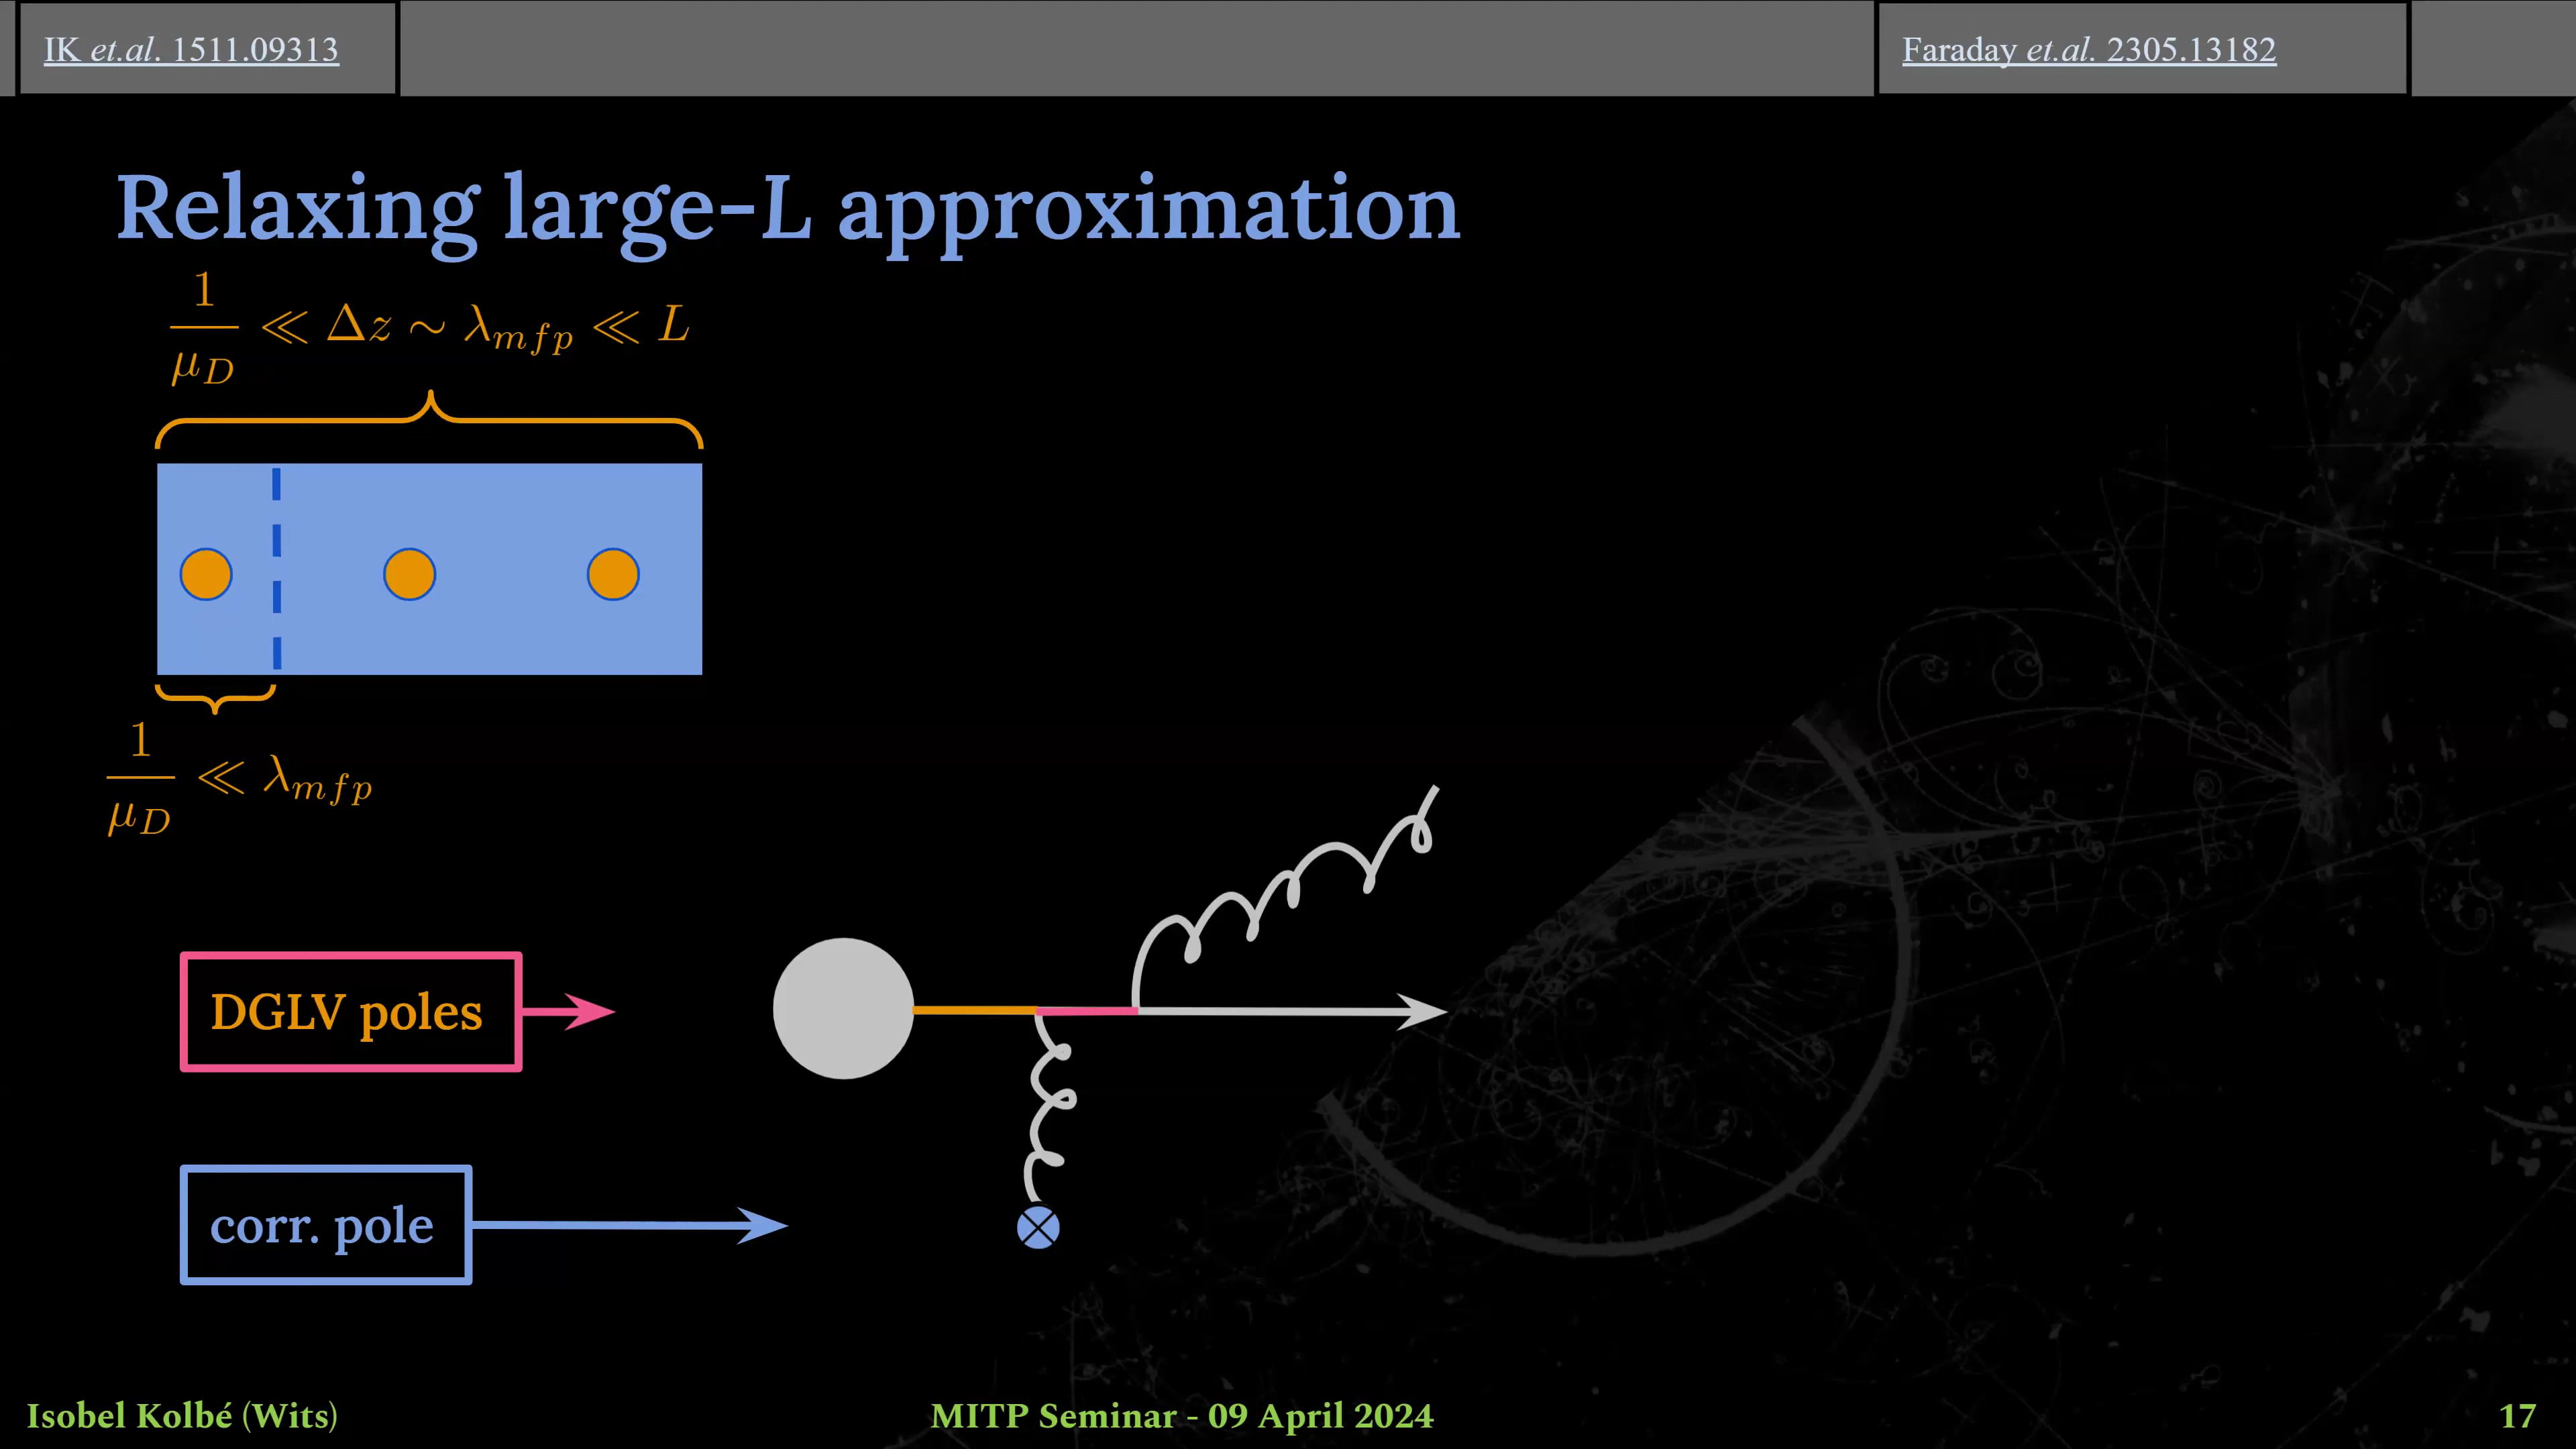 IK et.al. 1511.09313
Faraday et.al. 2305.13182
Relaxing large-L approximation
1/μ_D ≪ Δz ∼ λ_mfp ≪ L
1/μ_D ≪ λ_mfp
DGLV poles
corr. pole
Isobel Kolbé (Wits)
MITP Seminar - 09 April 2024
17